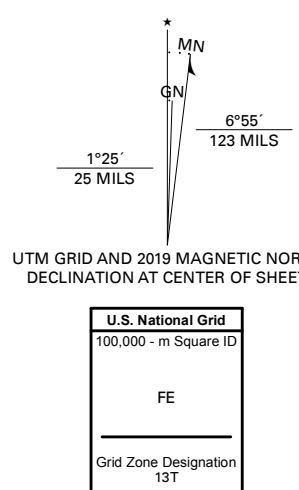 ★
MN
GN
6°55´
123 MILS
1°25´
25 MILS
UTM GRID AND 2019 MAGNETIC NOR
DECLINATION AT CENTER OF SHEET
U.S. National Grid
100,000 - m Square ID
FE
Grid Zone Designation
13T